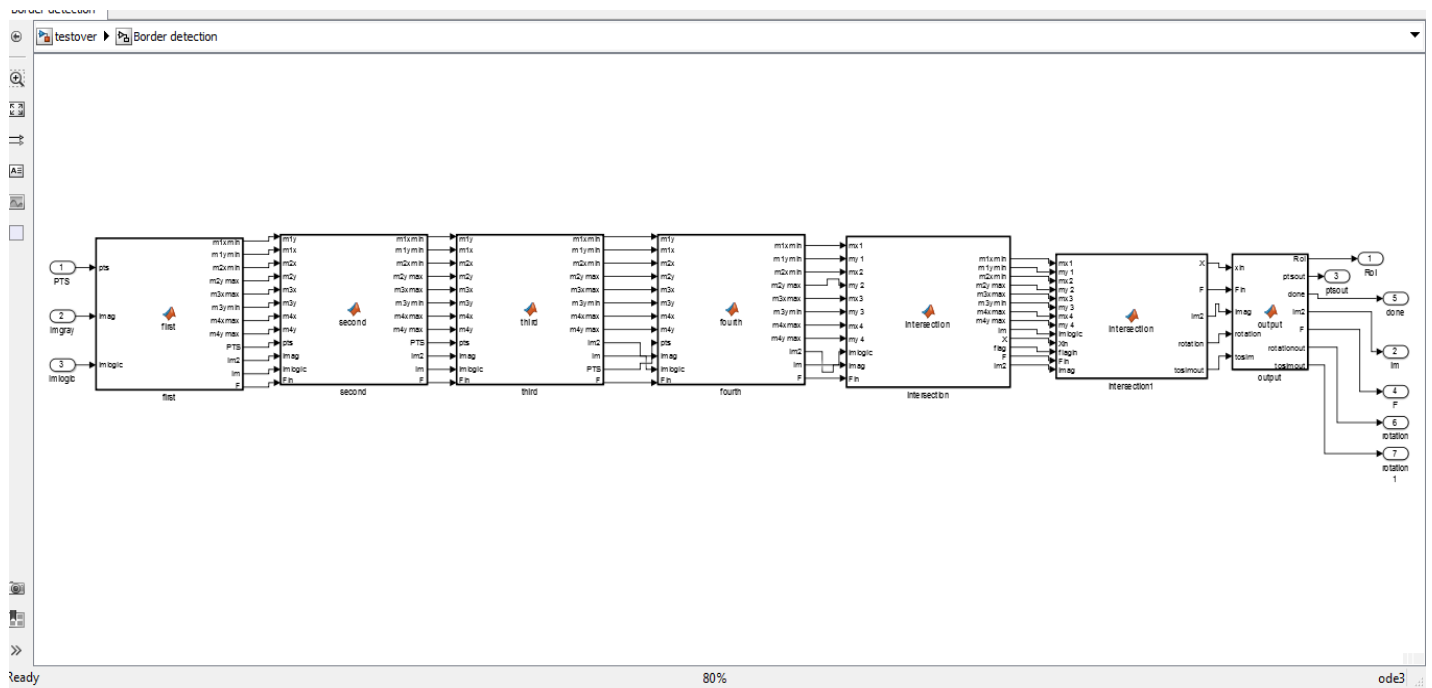 Border detection
testover Border detection
1
PTS
2
Imgray
3
imlogic
pts
imag
imlogic
first
m1xmin
m1ymin
m2xmin
m2y max
m3xmax
m3ymin
m4xmax
m4y max
PTS
im2
im
F
first
m1y
m1x
m2x
m2y
m3x
m3y
m4x
m4y
pts
imag
imlogic
Fin
second
m1xmin
m1ymin
m2xmin
m2y max
m3xmax
m3ymin
m4xmax
m4y max
PTS
im2
im
F
second
m1y
m1x
m2x
m2y
m3x
m3y
m4x
m4y
pts
imag
imlogic
Fin
third
m1xmin
m1ymin
m2xmin
m2y max
m3xmax
m3ymin
m4xmax
m4y max
im2
im
PTS
F
third
m1y
m1x
m2x
m2y
m3x
m3y
m4x
m4y
pts
imag
imlogic
Fin
fourth
m1xmin
m1ymin
m2xmin
m2y max
m3xmax
m3ymin
m4xmax
m4y max
im2
im
F
fourth
mx1
my 1
mx2
my 2
mx3
my 3
mx4
my 4
imlogic
imag
Fin
intersection
m1xmin
m1ymin
m2xmin
m2y max
m3xmax
m3ymin
m4xmax
m4y max
im
X
flag
F
im2
Intersection
mx1
my 1
mx2
my 2
mx3
my 3
mx4
my 4
imlogic
Xin
flagin
Fin
imag
intersection
X
F
im2
rotation
tosimout
Intersection1
xin
Fin
imag
rotation
tosim
output
RoI
ptsout
done
im2
F
rotationout
tosimout
output
1
RoI
3
ptsout
5
done
2
im
4
F
6
rotation
7
rotation
1
Ready 80% ode3